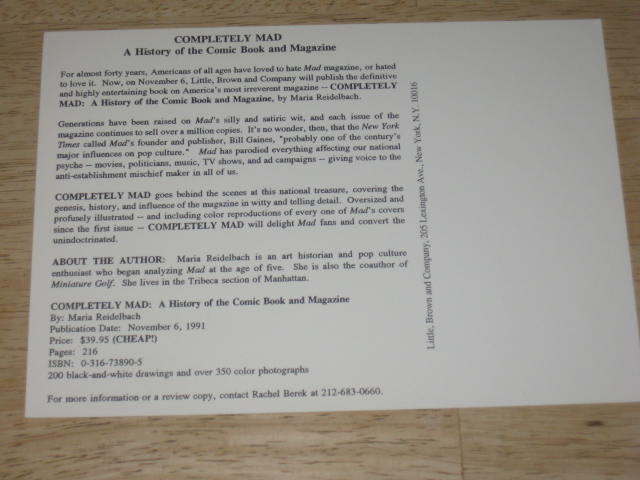 COMPLETELY MAD
A History of the Comic Book and Magazine
For almost forty years, Americans of all ages have loved to hate Mad magazine, or hated
to love it. Now, on November 6, Little, Brown and Company will publish the definitive
and highly entertaining book on America's most irreverent magazine -- COMPLETELY
MAD: A History of the Comic Book and Magazine, by Maria Reidelbach.
Generations have been raised on Mad's silly and satiric wit, and each issue of the
magazine continues to sell over a million copies. It's no wonder, then, that the New York
Times called Mad's founder and publisher, Bill Gaines, "probably one of the century's
major influences on pop culture." Mad has parodied everything affecting our national
psyche -- movies, politicians, music, TV shows, and ad campaigns -- giving voice to the
anti-establishment mischief maker in all of us.
COMPLETELY MAD goes behind the scenes at this national treasure, covering the
genesis, history, and influence of the magazine in witty and telling detail. Oversized and
profusely illustrated -- and including color reproductions of every one of Mad's covers
since the first issue -- COMPLETELY MAD will delight Mad fans and convert the
unindoctrinated.
ABOUT THE AUTHOR: Maria Reidelbach is an art historian and pop culture
enthusiast who began analyzing Mad at the age of five. She is also the coauthor of
Miniature Golf. She lives in the Tribeca section of Manhattan.
COMPLETELY MAD: A History of the Comic Book and Magazine
By: Maria Reidelbach
Publication Date: November 6, 1991
Price: $39.95 (CHEAP!)
Pages: 216
ISBN: 0-316-73890-5
200 black-and-white drawings and over 350 color photographs
For more information or a review copy, contact Rachel Berek at 212-683-0660.
Little, Brown and Company, 205 Lexington Ave., New York, N.Y. 10016